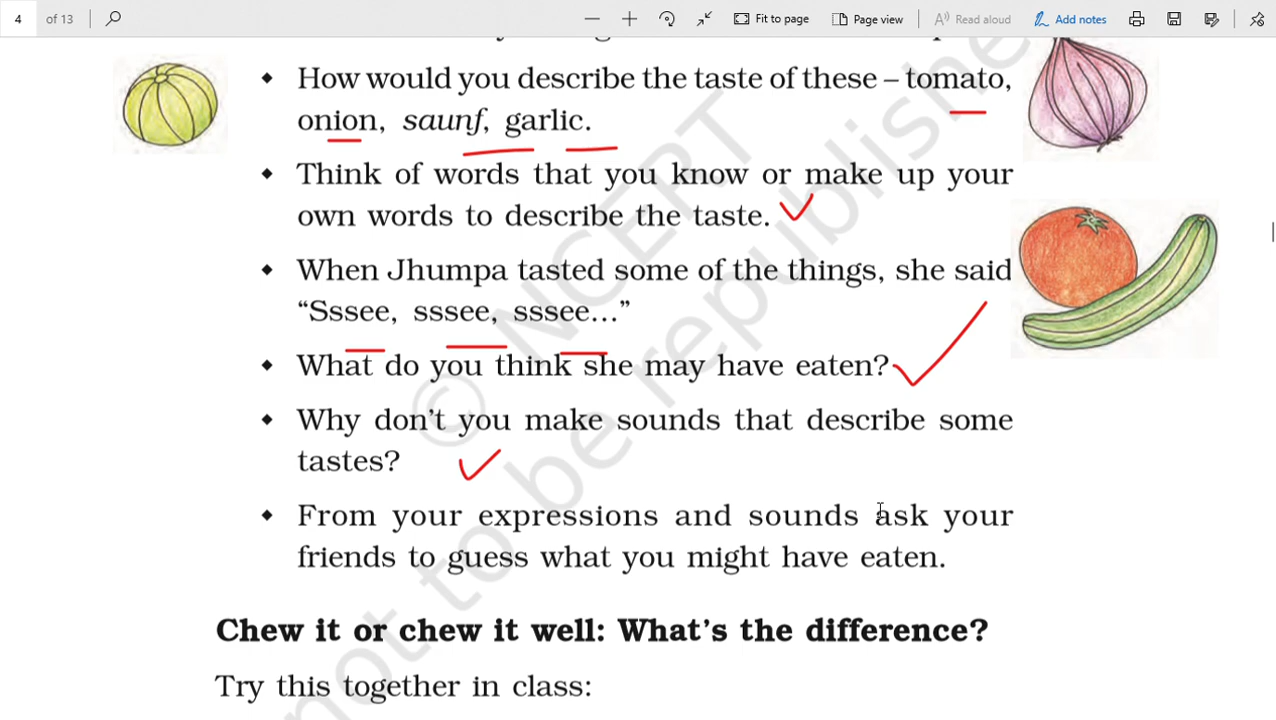 4 of 13 Fit to page Page view Read aloud Add notes
How would you describe the taste of these – tomato,
onion, saunf, garlic.
Think of words that you know or make up your
own words to describe the taste.
When Jhumpa tasted some of the things, she said
“Sssee, sssee, sssee...”
What do you think she may have eaten?
Why don’t you make sounds that describe some
tastes?
From your expressions and sounds ask your
friends to guess what you might have eaten.
Chew it or chew it well: What’s the difference?
Try this together in class:
© NCERT
not to be republishe